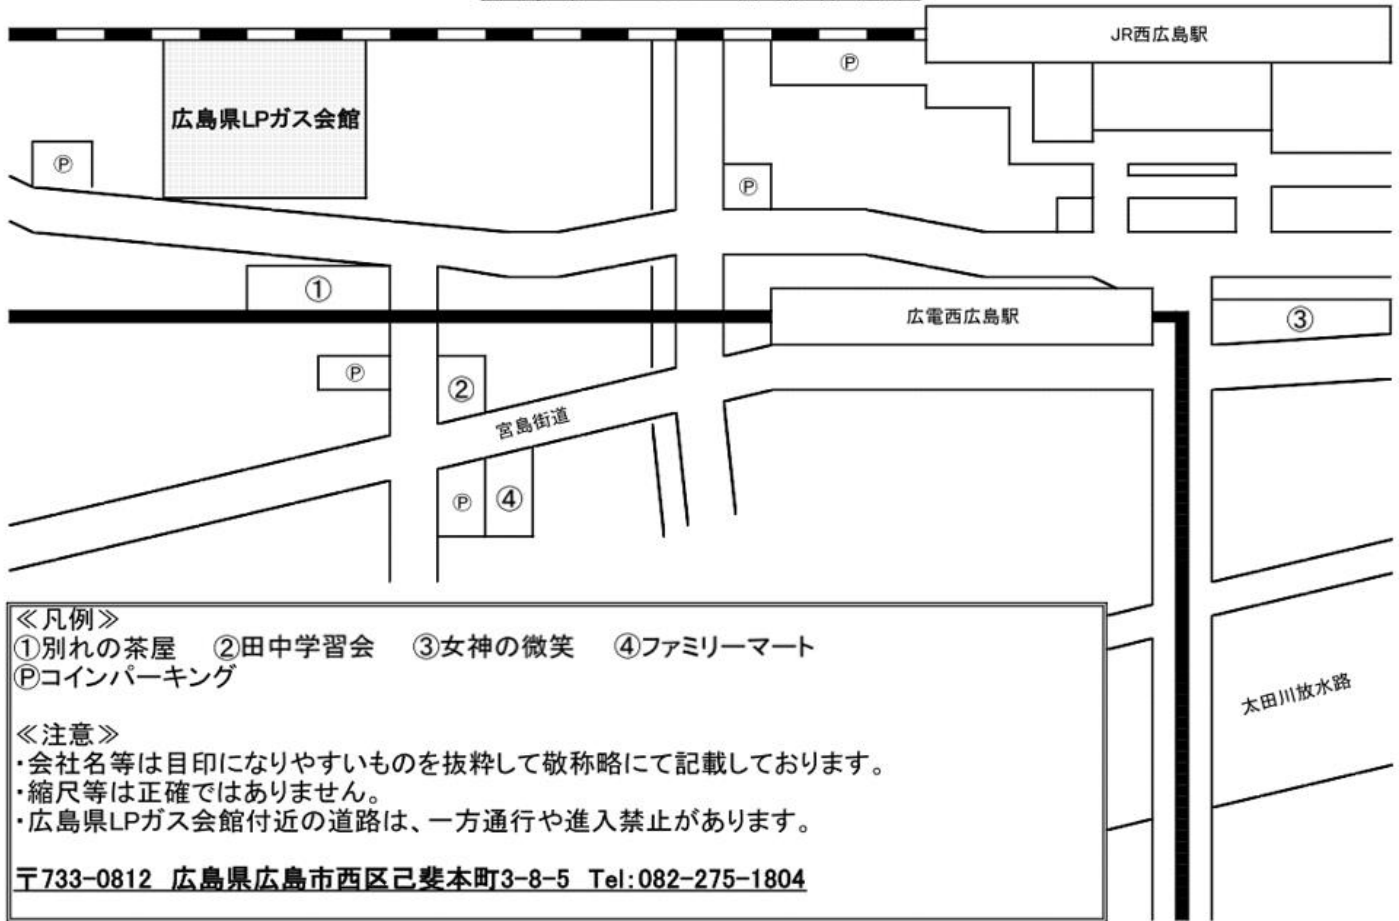 JR西広島駅
Ⓟ
広島県LPガス会館
Ⓟ
Ⓟ
①
広電西広島駅
③
Ⓟ
②
宮島街道
Ⓟ
④
≪凡例≫
①別れの茶屋 ②田中学習会 ③女神の微笑 ④ファミリーマート
Ⓟコインパーキング
太田川放水路
≪注意≫
・会社名等は目印になりやすいものを抜粋して敬称略にて記載しております。
・縮尺等は正確ではありません。
・広島県LPガス会館付近の道路は、一方通行や進入禁止があります。
〒733-0812 広島県広島市西区己斐本町3-8-5 Tel:082-275-1804